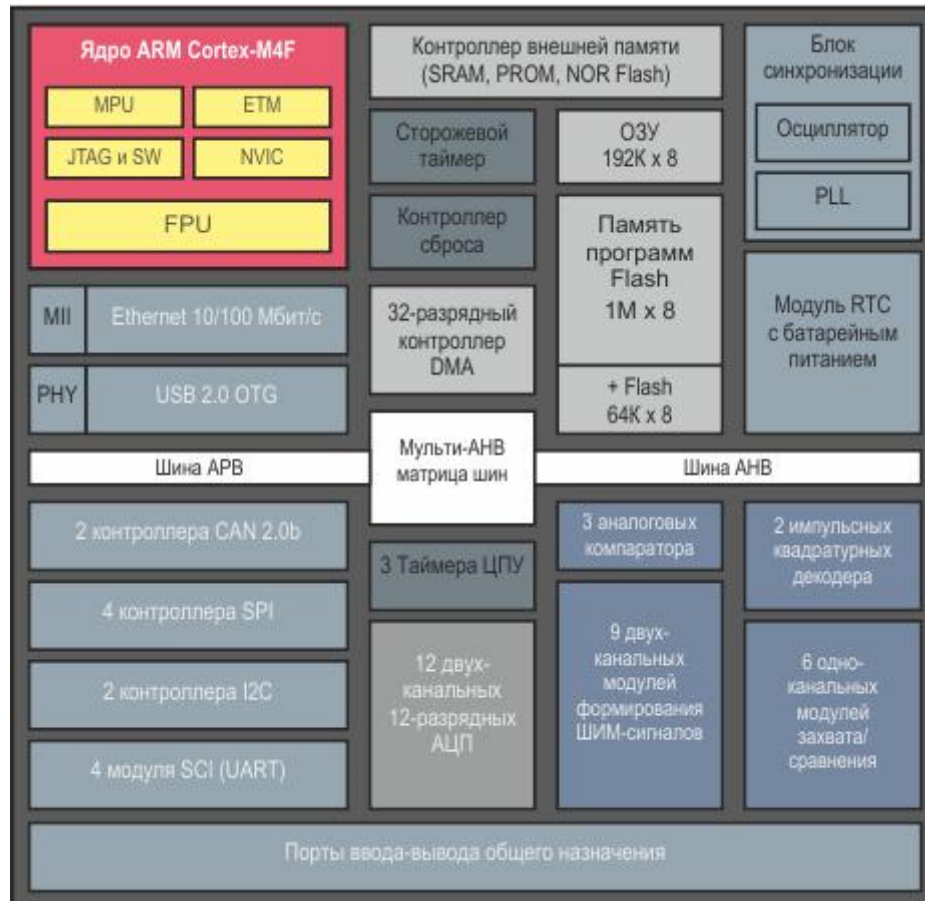 Ядро ARM Cortex-M4F
MPU
ETM
JTAG и SW
NVIC
FPU
MII
Ethernet 10/100 Мбит/с
PHY
USB 2.0 OTG
Контроллер внешней памяти
(SRAM, PROM, NOR Flash)
Сторожевой
таймер
ОЗУ
192K x 8
Контроллер
сброса
Память
программ
Flash
1M x 8
32-разрядный
контроллер
DMA
+ Flash
64K x 8
Блок
синхронизации
Осциллятор
PLL
Модуль RTC
с батарейным
питанием
Шина APB
Мульти-AHB
матрица шин
Шина AHB
2 контроллера CAN 2.0b
4 контроллера SPI
2 контроллера I2C
4 модуля SCI (UART)
3 Таймера ЦПУ
12 двух-
канальных
12-разрядных
АЦП
3 аналоговых
компаратора
9 двух-
канальных
модулей
формирования
ШИМ-сигналов
2 импульсных
квадратурных
декодера
6 одно-
канальных
модулей
захвата/
сравнения
Порты ввода-вывода общего назначения